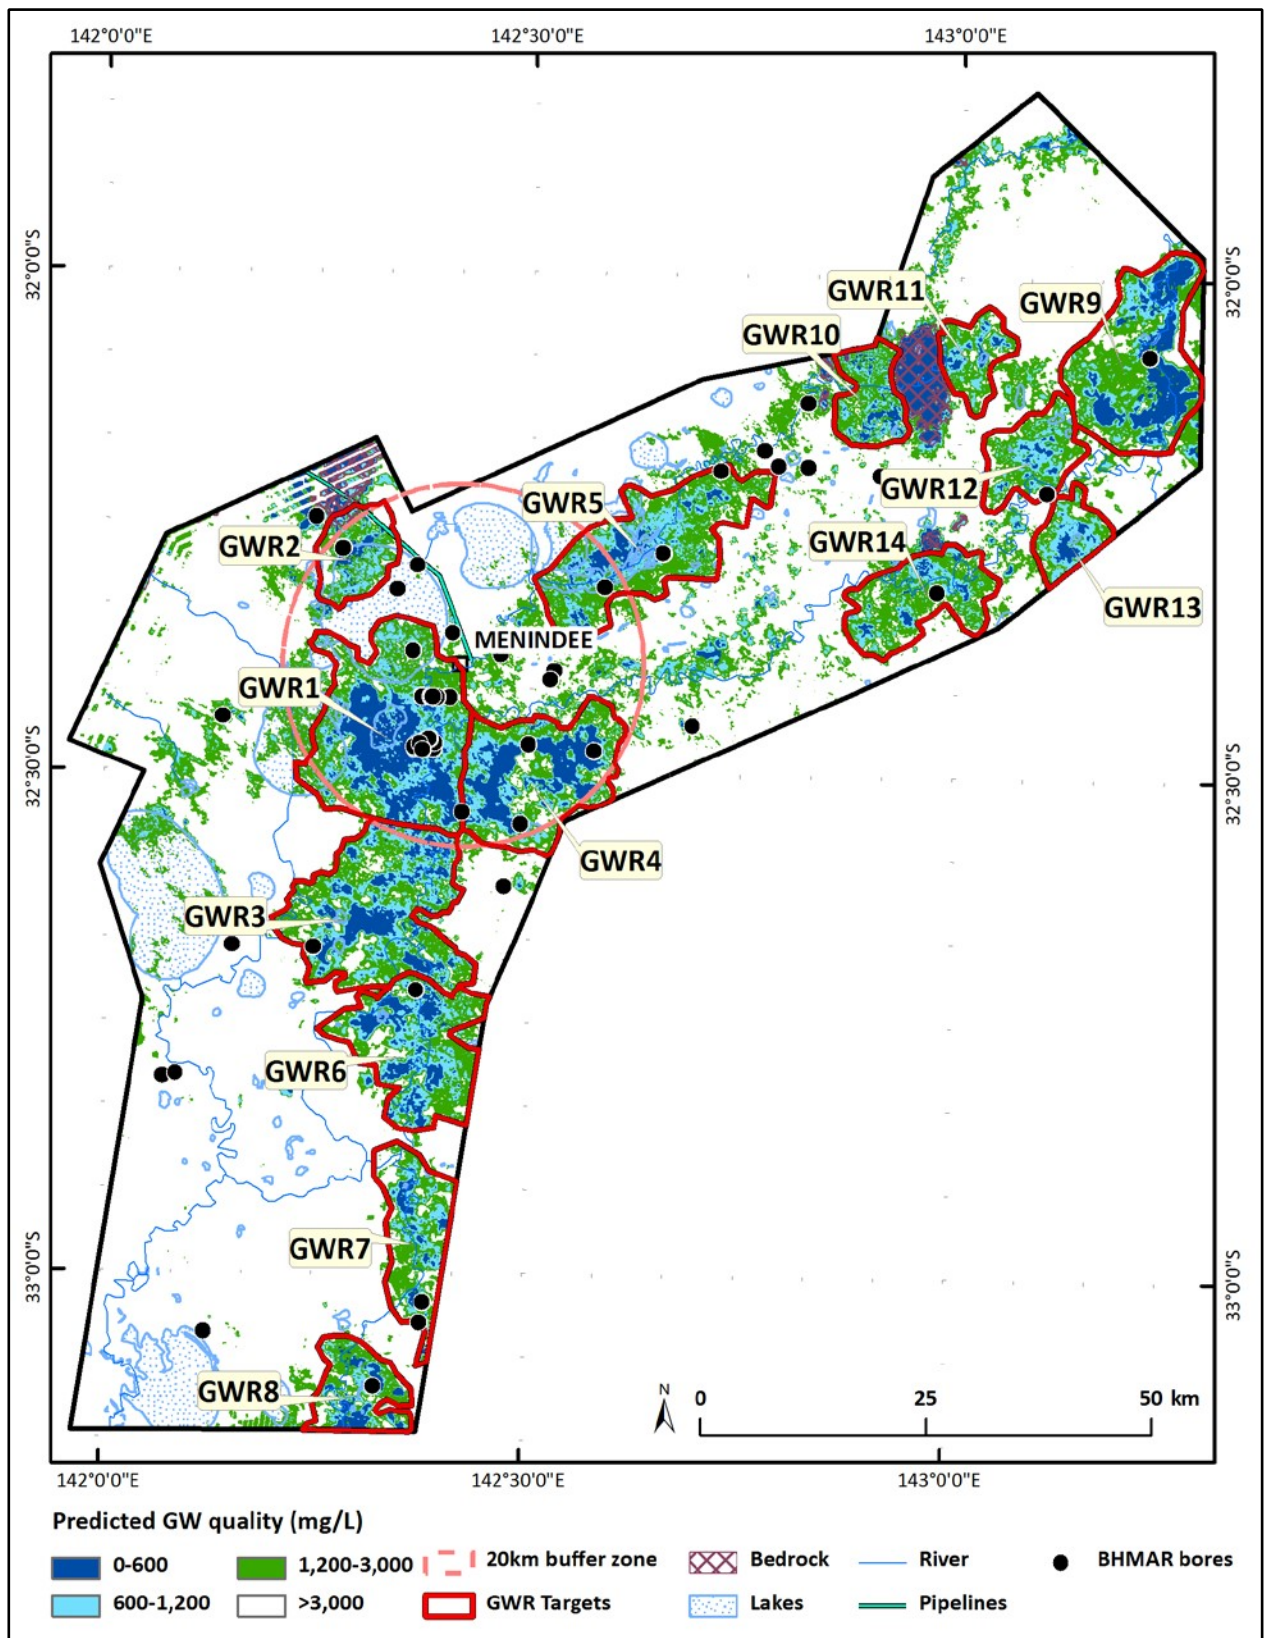 142°0'0"E 142°30'0"E 143°0'0"E
32°0'0"S
32°0'0"S
GWR11
GWR9
GWR10
GWR12
GWR5
GWR2
GWR14
GWR13
MENINDEE
GWR1
32°30'0"S
32°30'0"S
GWR4
GWR3
GWR6
GWR7
33°0'0"S
33°0'0"S
GWR8
N
0 25 50 km
142°0'0"E 142°30'0"E 143°0'0"E
Predicted GW quality (mg/L)
0-600 1,200-3,000 20km buffer zone Bedrock River BHMAR bores
600-1,200 >3,000 GWR Targets Lakes Pipelines